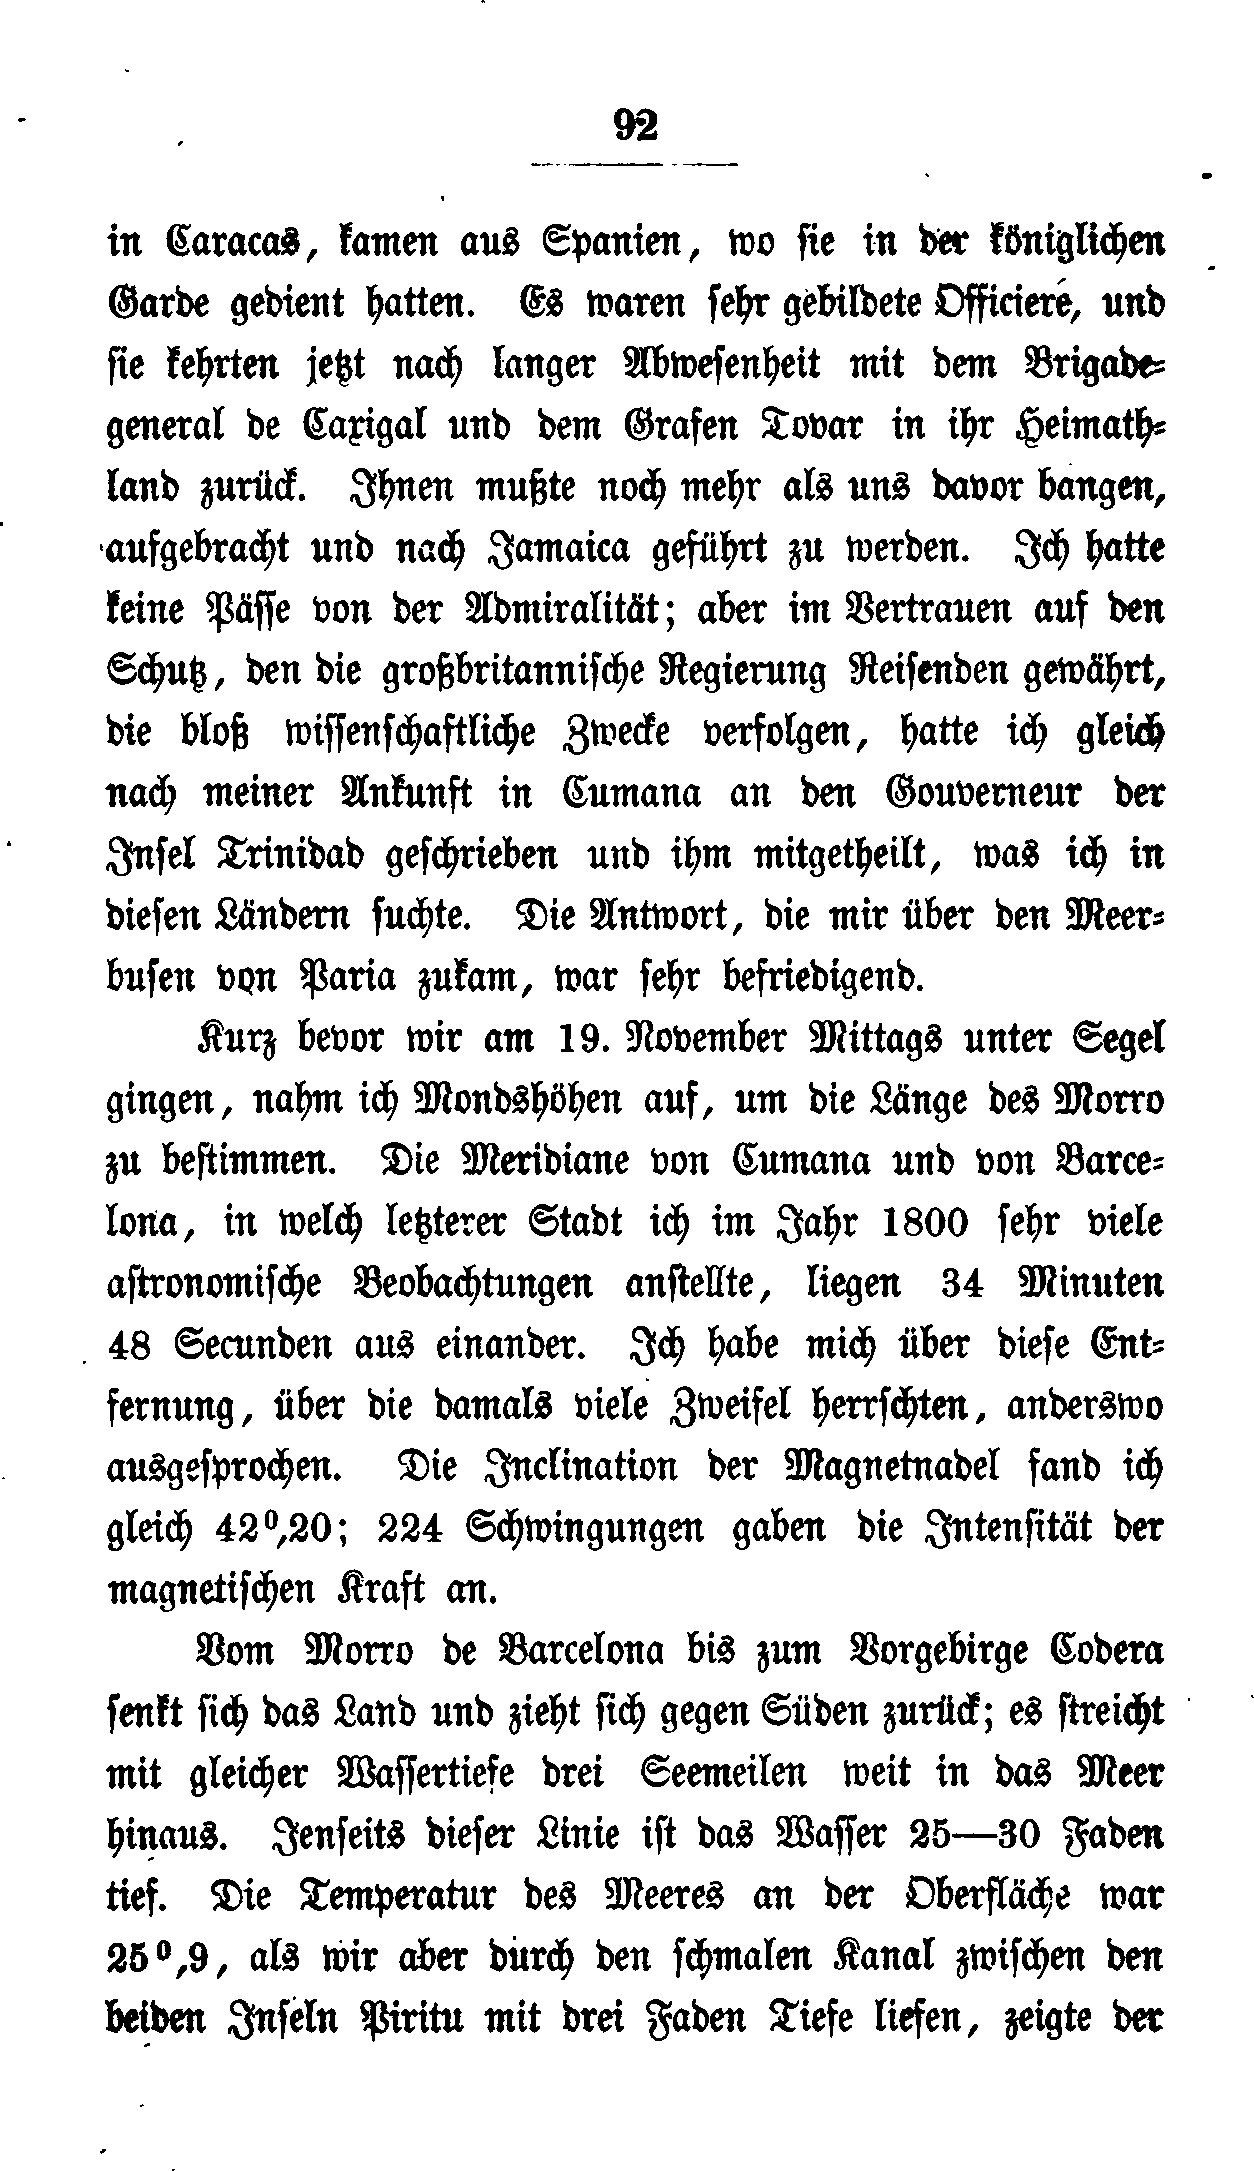 92
in Caracas, kamen aus Spanien, wo sie in der königlichen
Garde gedient hatten. Es waren sehr gebildete Officiere, und
sie kehrten jetzt nach langer Abwesenheit mit dem Brigade-
general de Caxigal und dem Grafen Tovar in ihr Heimath-
land zurück. Ihnen mußte noch mehr als uns davor bangen,
aufgebracht und nach Jamaica geführt zu werden. Ich hatte
keine Pässe von der Admiralität; aber im Vertrauen auf den
Schutz, den die großbritannische Regierung Reisenden gewährt,
die bloß wissenschaftliche Zwecke verfolgen, hatte ich gleich
nach meiner Ankunft in Cumana an den Gouverneur der
Insel Trinidad geschrieben und ihm mitgetheilt, was ich in
diesen Ländern suchte. Die Antwort, die mir über den Meer-
busen von Paria zukam, war sehr befriedigend.
Kurz bevor wir am 19. November Mittags unter Segel
gingen, nahm ich Mondshöhen auf, um die Länge des Morro
zu bestimmen. Die Meridiane von Cumana und von Barce-
lona, in welch letzterer Stadt ich im Jahr 1800 sehr viele
astronomische Beobachtungen anstellte, liegen 34 Minuten
48 Secunden aus einander. Ich habe mich über diese Ent-
fernung, über die damals viele Zweifel herrschten, anderswo
ausgesprochen. Die Inclination der Magnetnadel fand ich
gleich 42⁰,20; 224 Schwingungen gaben die Intensität der
magnetischen Kraft an.
Vom Morro de Barcelona bis zum Vorgebirge Codera
senkt sich das Land und zieht sich gegen Süden zurück; es streicht
mit gleicher Wassertiefe drei Seemeilen weit in das Meer
hinaus. Jenseits dieser Linie ist das Wasser 25—30 Faden
tief. Die Temperatur des Meeres an der Oberfläche war
25⁰,9, als wir aber durch den schmalen Kanal zwischen den
beiden Inseln Piritu mit drei Faden Tiefe liefen, zeigte der